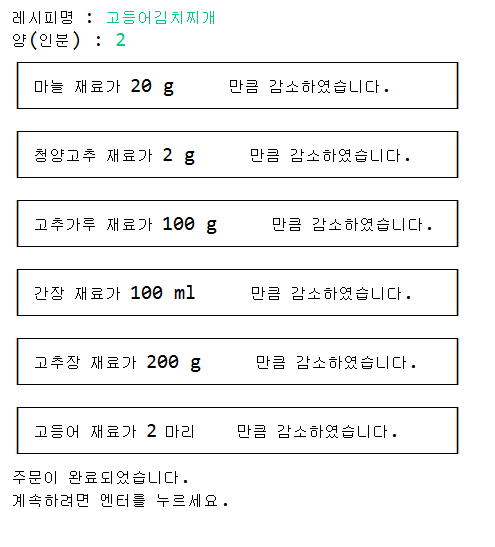 레시피명 : 고등어김치찌개
양(인분) : 2
마늘 재료가 20 g 만큼 감소하였습니다.
청양고추 재료가 2 g 만큼 감소하였습니다.
고추가루 재료가 100 g 만큼 감소하였습니다.
간장 재료가 100 ml 만큼 감소하였습니다.
고추장 재료가 200 g 만큼 감소하였습니다.
고등어 재료가 2 마리 만큼 감소하였습니다.
주문이 완료되었습니다.
계속하려면 엔터를 누르세요.